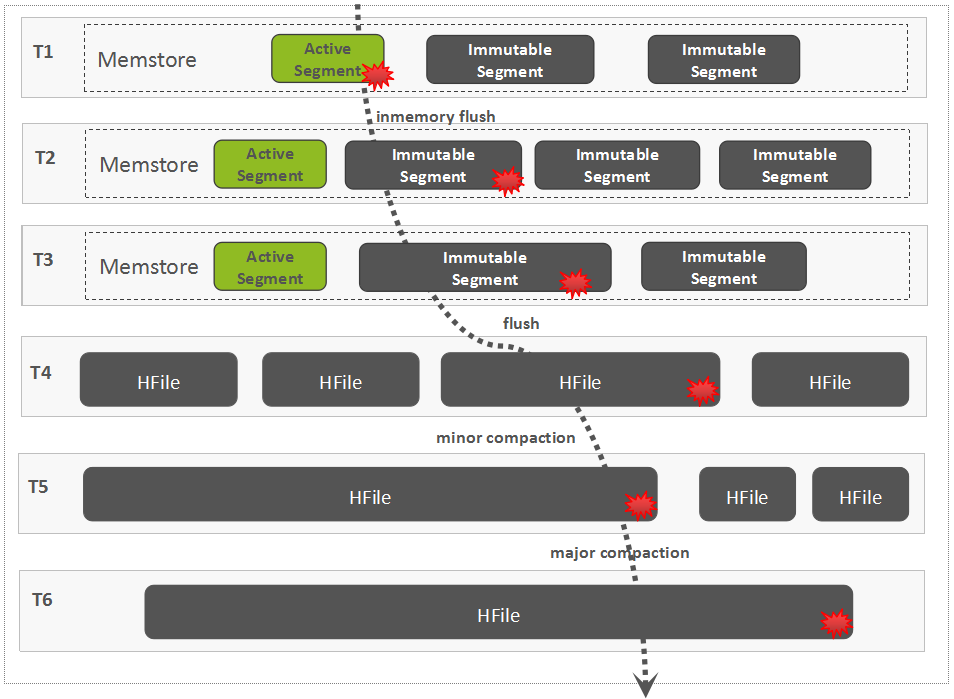 T1
Memstore
Active
Segment
Immutable
Segment
Immutable
Segment
inmemory flush
T2
Memstore
Active
Segment
Immutable
Segment
Immutable
Segment
Immutable
Segment
T3
Memstore
Active
Segment
Immutable
Segment
Immutable
Segment
flush
T4
HFile
HFile
HFile
HFile
minor compaction
T5
HFile
HFile
HFile
major compaction
T6
HFile